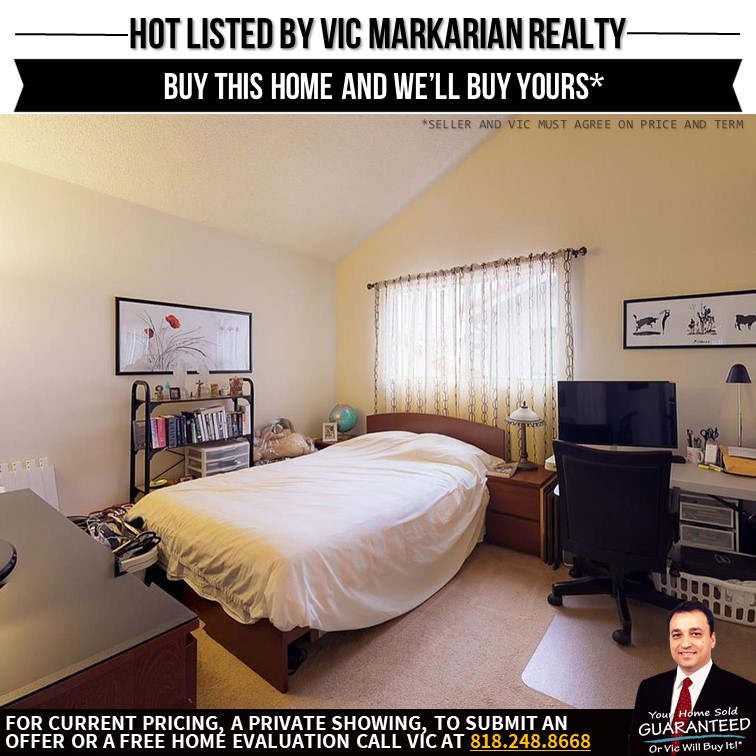 HOT LISTED BY VIC MARKARIAN REALTY
BUY THIS HOME AND WE'LL BUY YOURS*
*SELLER AND VIC MUST AGREE ON PRICE AND TERM
Your Home Sold
GUARANTEED
Or Vic Will Buy It!
FOR CURRENT PRICING, A PRIVATE SHOWING, TO SUBMIT AN
OFFER OR A FREE HOME EVALUATION CALL VIC AT 818.248.8668